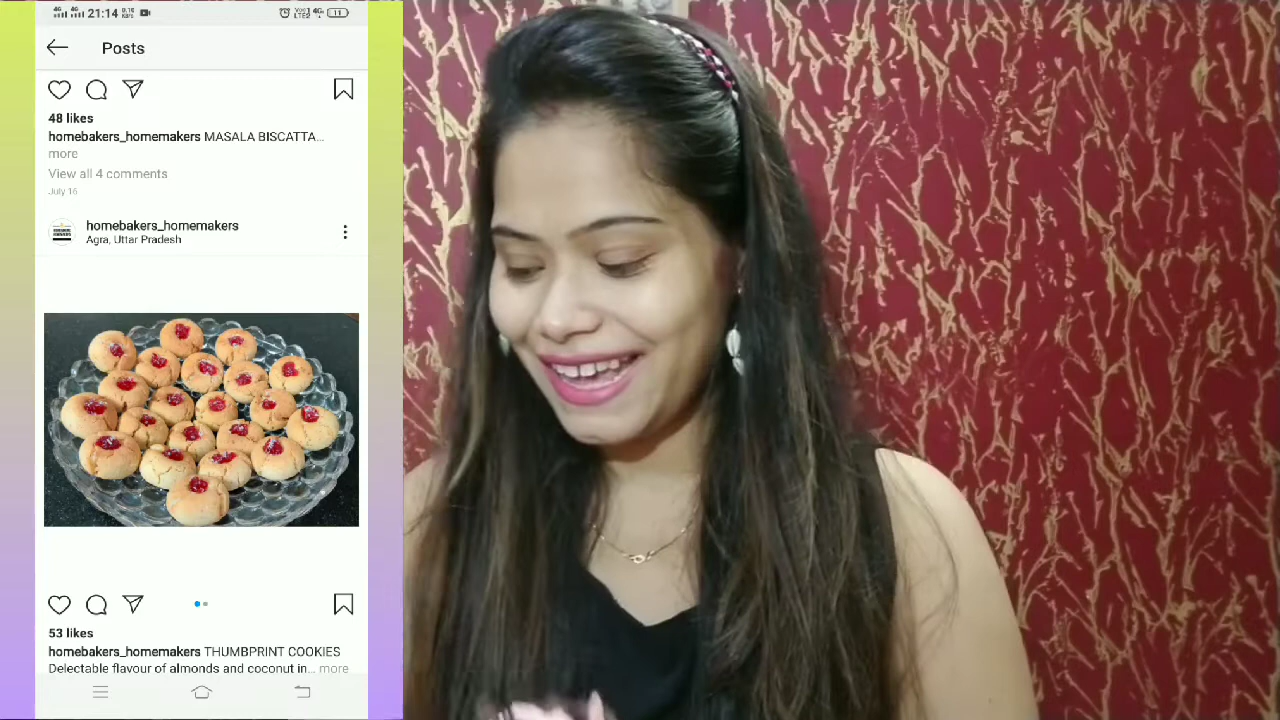 21:14
Posts
48 likes
homebakers_homemakers MASALA BISCATTA...
more
View all 4 comments
July 16
homebakers_homemakers
Agra, Uttar Pradesh
53 likes
homebakers_homemakers THUMBPRINT COOKIES
Delectable flavour of almonds and coconut in... more